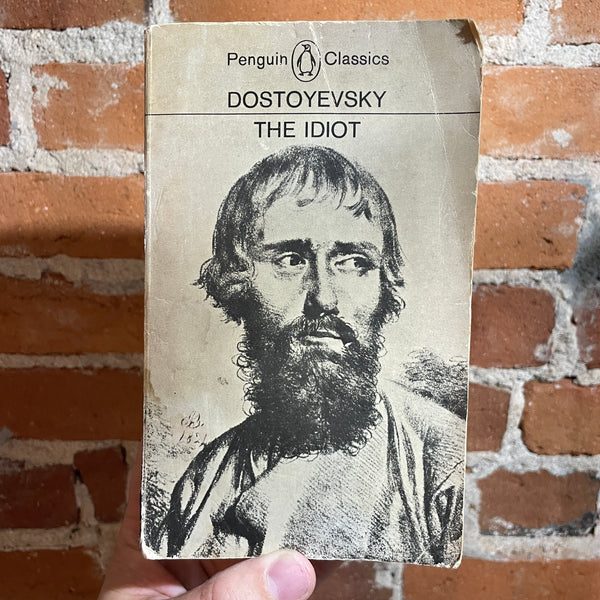 Penguin Classics
DOSTOYEVSKY
THE IDIOT